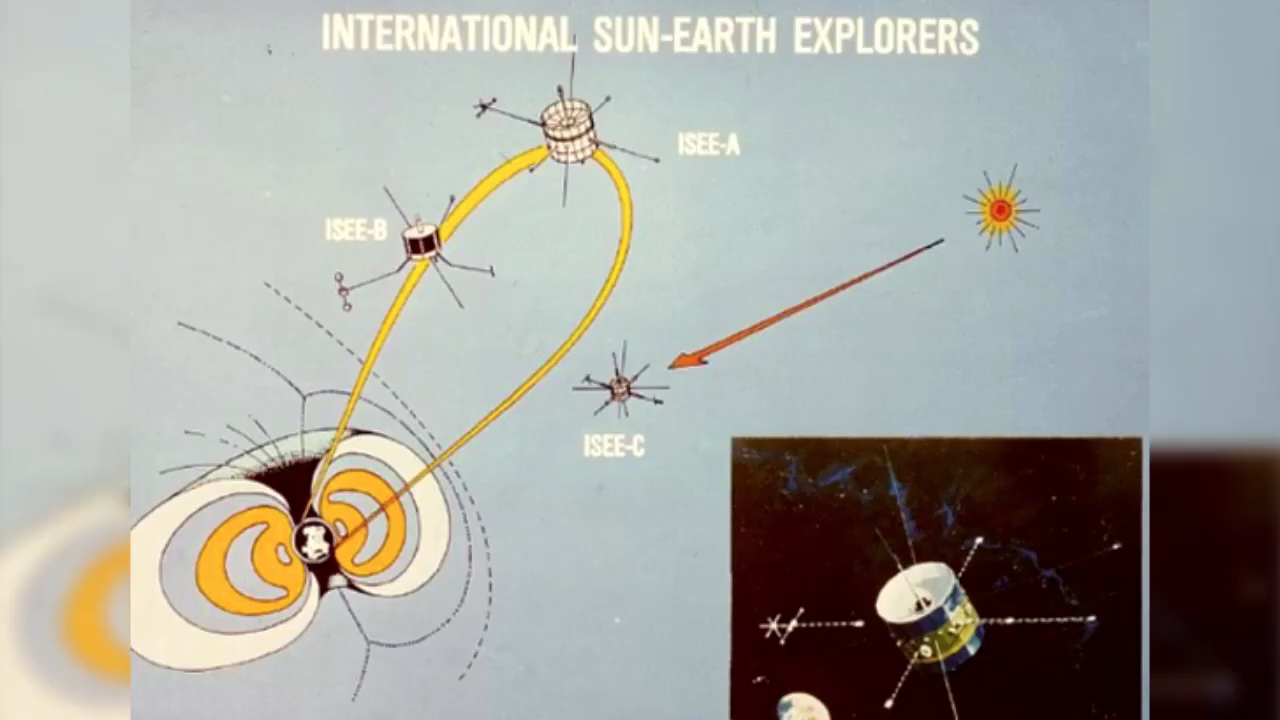 INTERNATIONAL SUN-EARTH EXPLORERS
ISEE-A
ISEE-B
ISEE-C